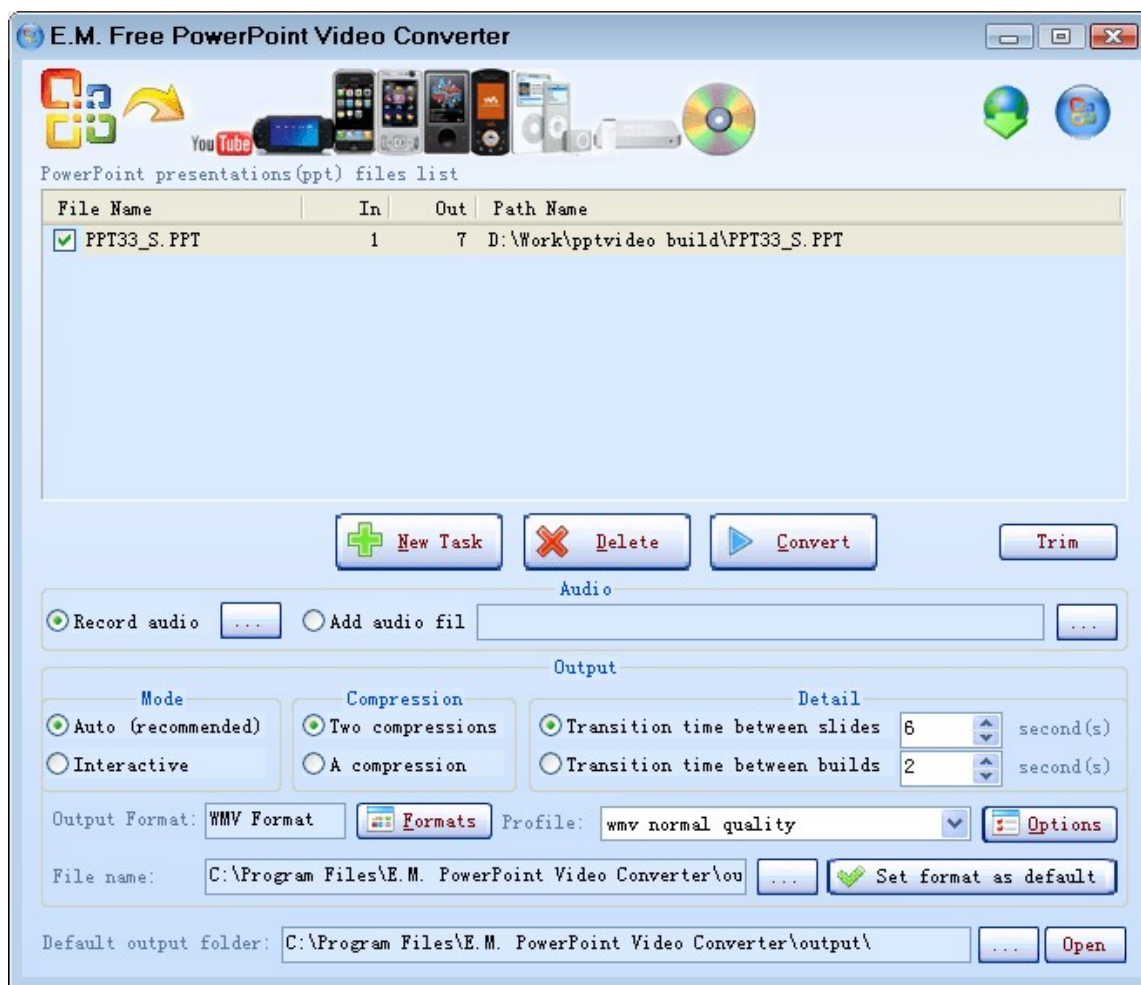 E.M. Free PowerPoint Video Converter
You Tube
PowerPoint presentations(ppt) files list
File Name In Out Path Name
PPT33_S.PPT 1 7 D:\Work\pptvideo build\PPT33_S.PPT
New Task Delete Convert Trim
Audio
Record audio ... Add audio fil ...
Output
Mode Compression Detail
Auto (recommended) Two compressions Transition time between slides 6 second(s)
Interactive A compression Transition time between builds 2 second(s)
Output Format: WMV Format Formats Profile: wmv normal quality Options
File name: C:\Program Files\E.M. PowerPoint Video Converter\ou ... Set format as default
Default output folder: C:\Program Files\E.M. PowerPoint Video Converter\output\ ... Open